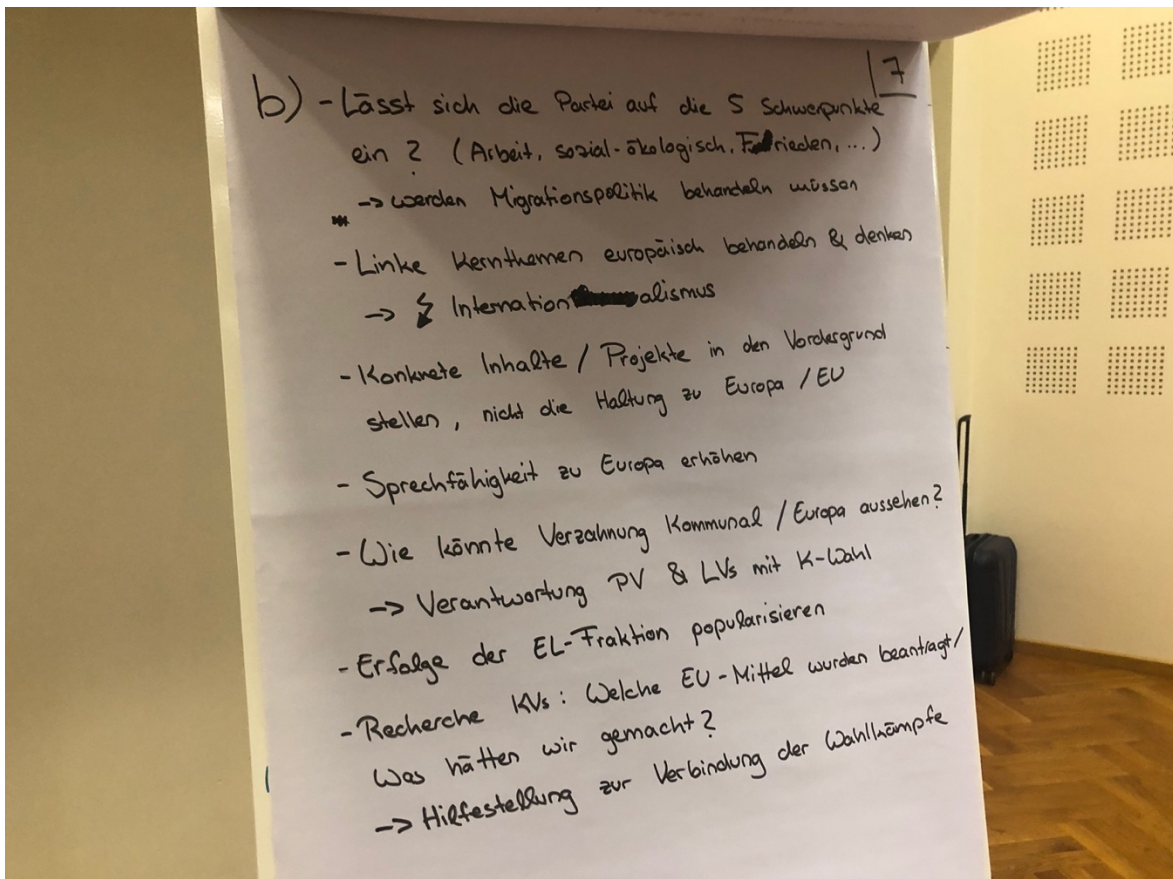 7
b) - Lässt sich die Partei auf die 5 Schwerpunkte
ein? (Arbeit, sozial-ökologisch, Frieden, ...)
-> werden Migrationspolitik behandeln müssen
- Linke Kernthemen europäisch behandeln & denken
-> Internationalismus
- Konkrete Inhalte / Projekte in den Vordergrund
stellen, nicht die Haltung zu Europa / EU
- Sprechfähigkeit zu Europa erhöhen
- Wie könnte Verzahnung Kommunal / Europa aussehen?
-> Verantwortung PV & LVs mit K-Wahl
- Erfolge der EL-Fraktion popularisieren
- Recherche KVs: Welche EU-Mittel wurden beantragt/
Was hätten wir gemacht?
-> Hilfestellung zur Verbindung der Wahlkämpfe